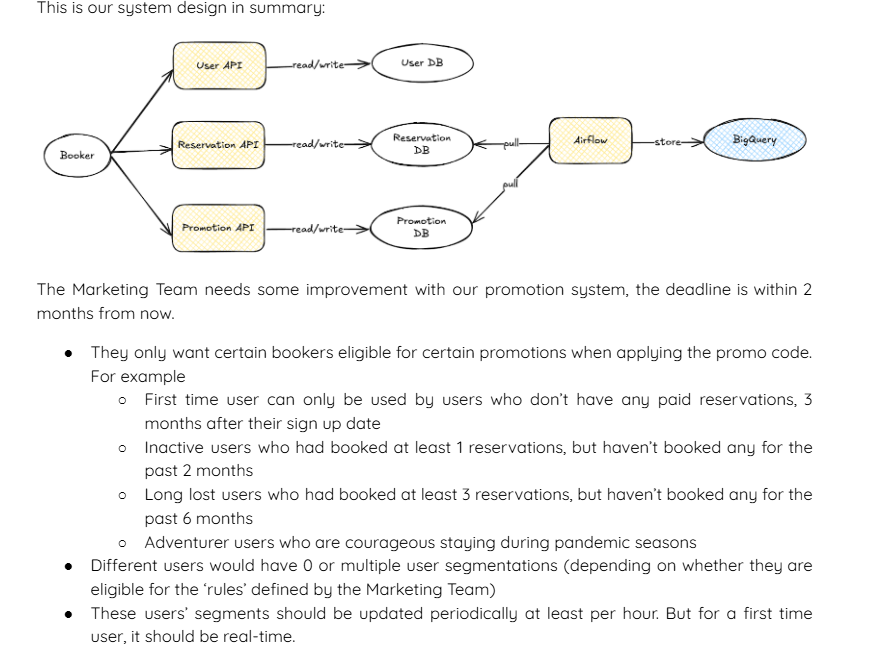 This is our system design in summary:
User API
read/write
User DB
Booker
Reservation API
read/write
Reservation
DB
pull
Airflow
store
BigQuery
pull
Promotion API
read/write
Promotion
DB
The Marketing Team needs some improvement with our promotion system, the deadline is within 2
months from now.
● They only want certain bookers eligible for certain promotions when applying the promo code.
For example
○ First time user can only be used by users who don't have any paid reservations, 3
months after their sign up date
○ Inactive users who had booked at least 1 reservations, but haven't booked any for the
past 2 months
○ Long lost users who had booked at least 3 reservations, but haven't booked any for the
past 6 months
○ Adventurer users who are courageous staying during pandemic seasons
● Different users would have 0 or multiple user segmentations (depending on whether they are
eligible for the 'rules' defined by the Marketing Team)
● These users' segments should be updated periodically at least per hour. But for a first time
user, it should be real-time.